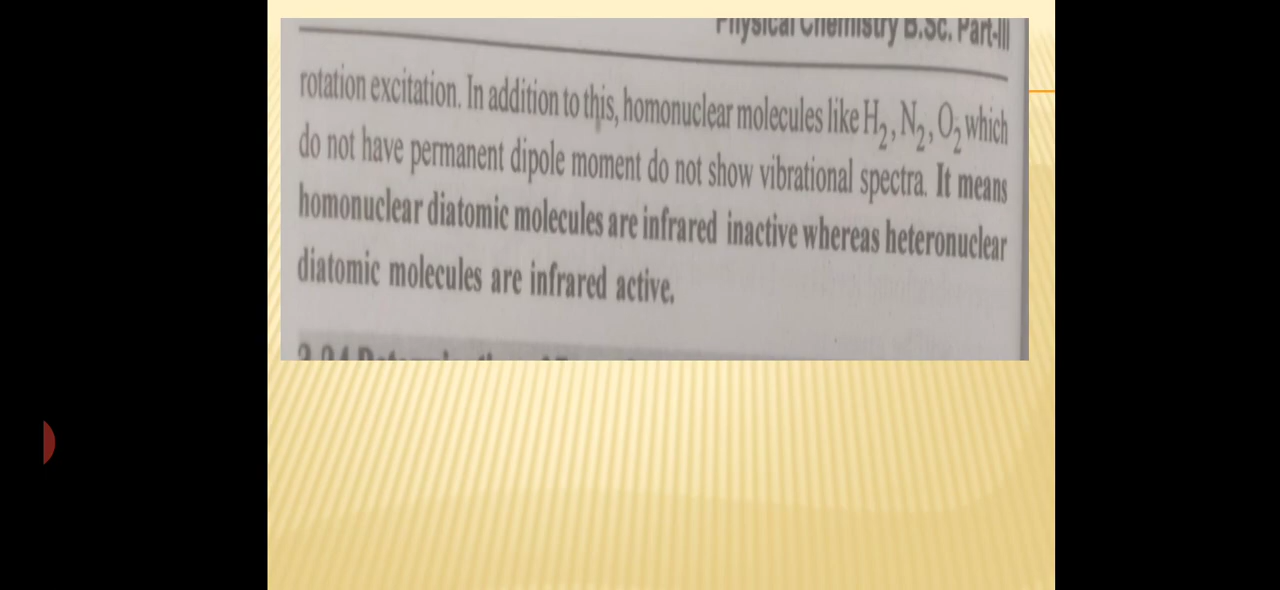 Physical Chemistry B.Sc. Part-III
rotation excitation. In addition to this, homonuclear molecules like H₂, N₂, O₂ which
do not have permanent dipole moment do not show vibrational spectra. It means
homonuclear diatomic molecules are infrared inactive whereas heteronuclear
diatomic molecules are infrared active.